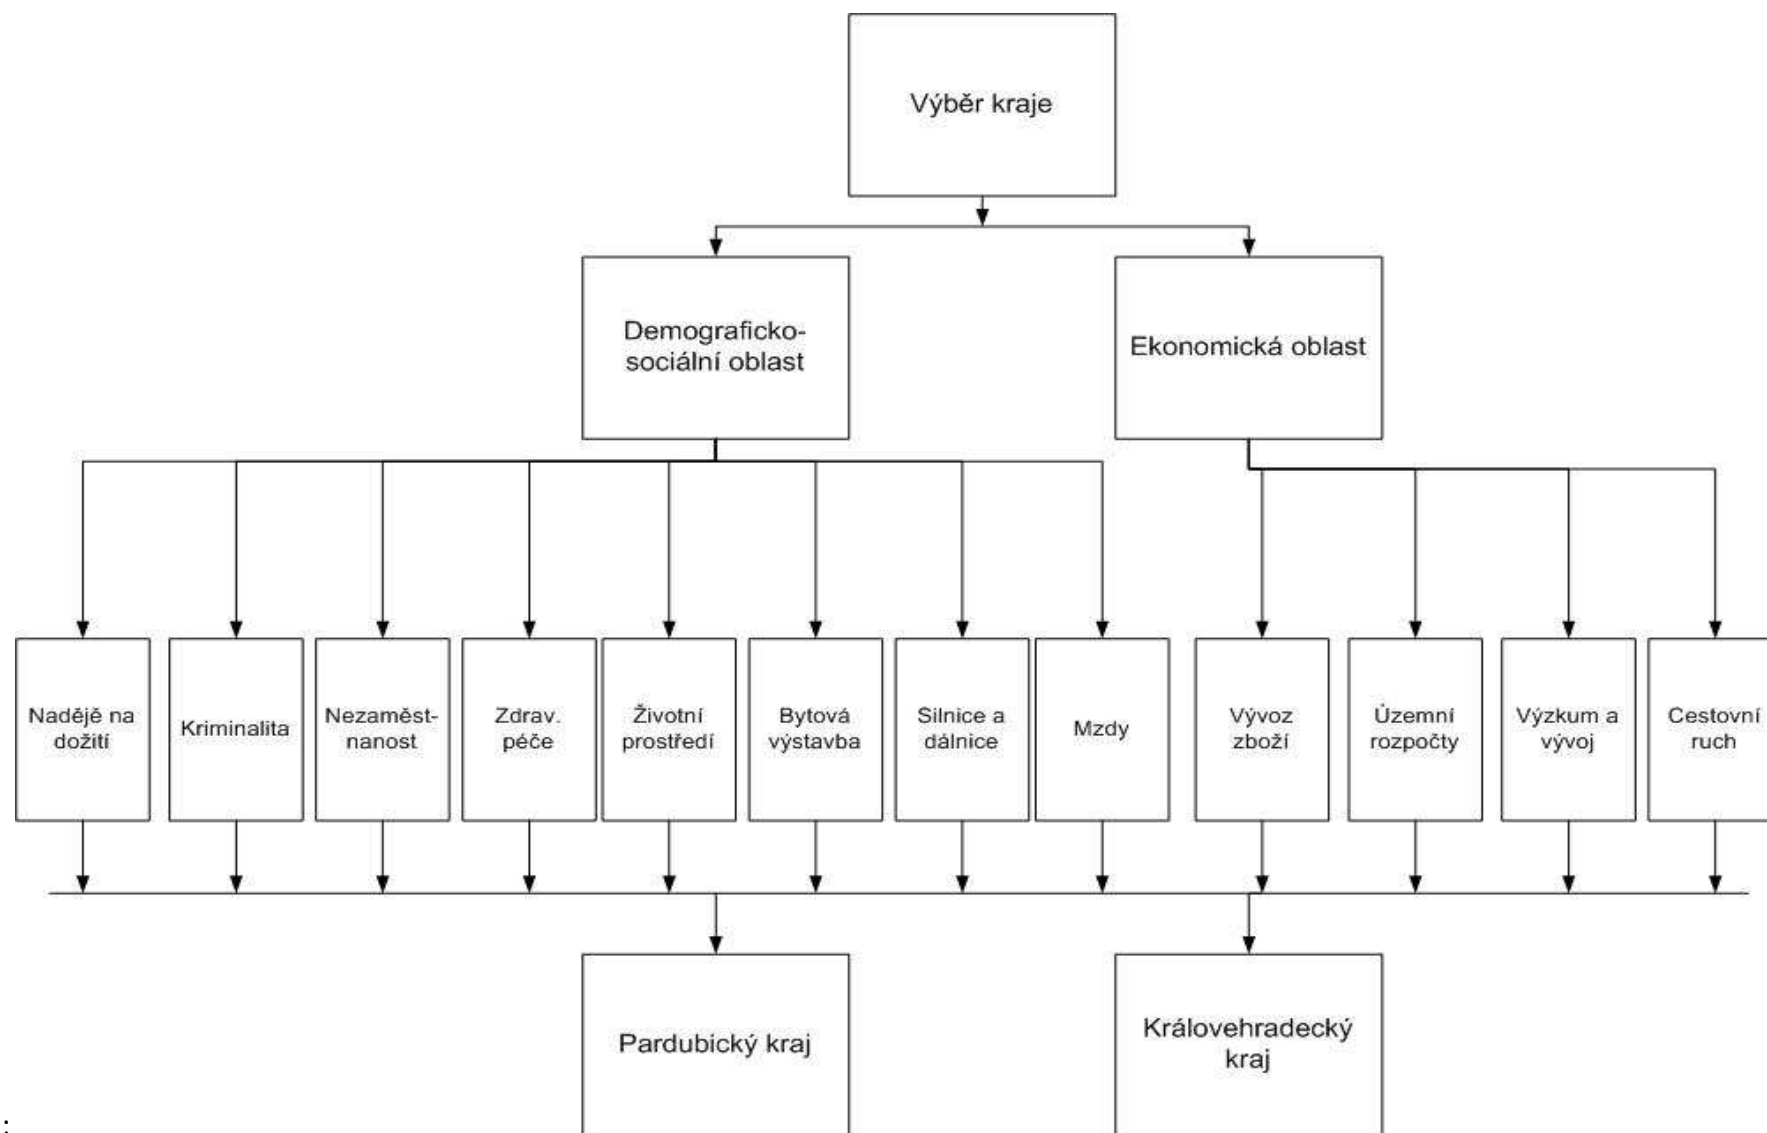 Výběr kraje
Demograficko-
sociální oblast
Ekonomická oblast
Nadějě na
dožití
Kriminalita
Nezaměst-
nanost
Zdrav.
péče
Životní
prostředí
Bytová
výstavba
Silnice a
dálnice
Mzdy
Vývoz
zboží
Územní
rozpočty
Výzkum a
vývoj
Cestovní
ruch
Pardubický kraj
Královehradecký
kraj
: